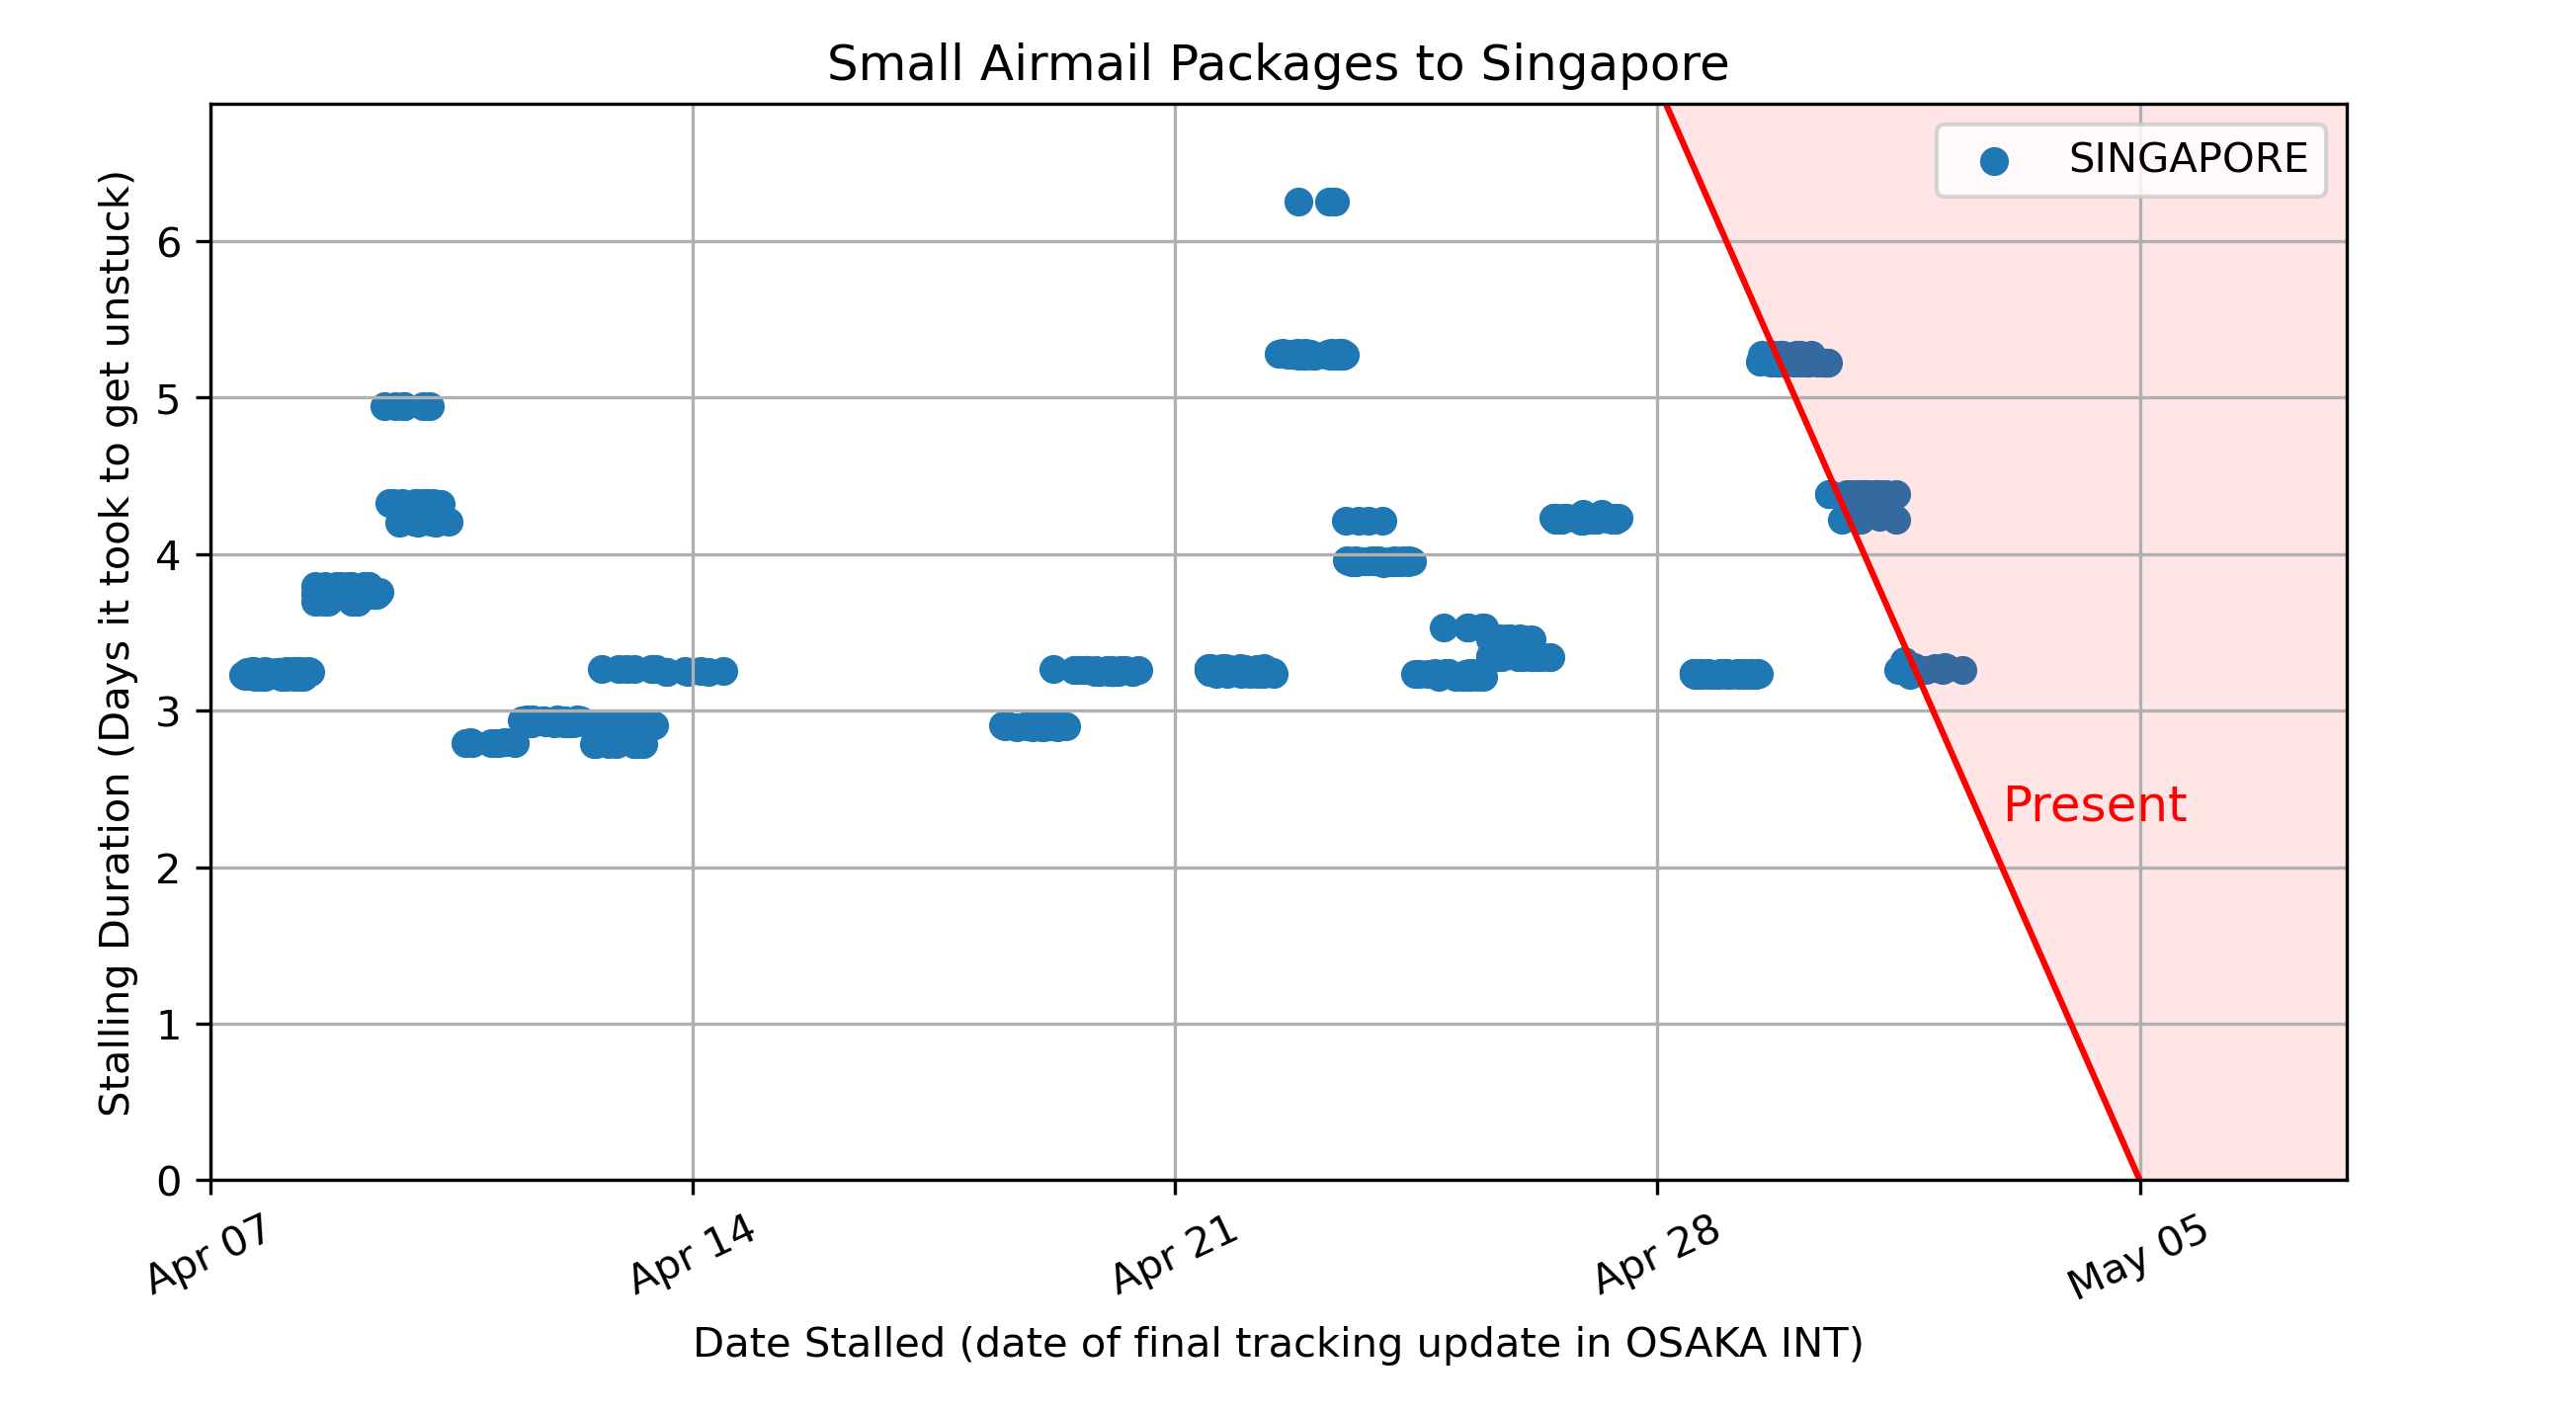 Small Airmail Packages to Singapore
SINGAPORE
Stalling Duration (Days it took to get unstuck)
6
5
4
3
2
1
0
Present
Apr 07
Apr 14
Apr 21
Apr 28
May 05
Date Stalled (date of final tracking update in OSAKA INT)